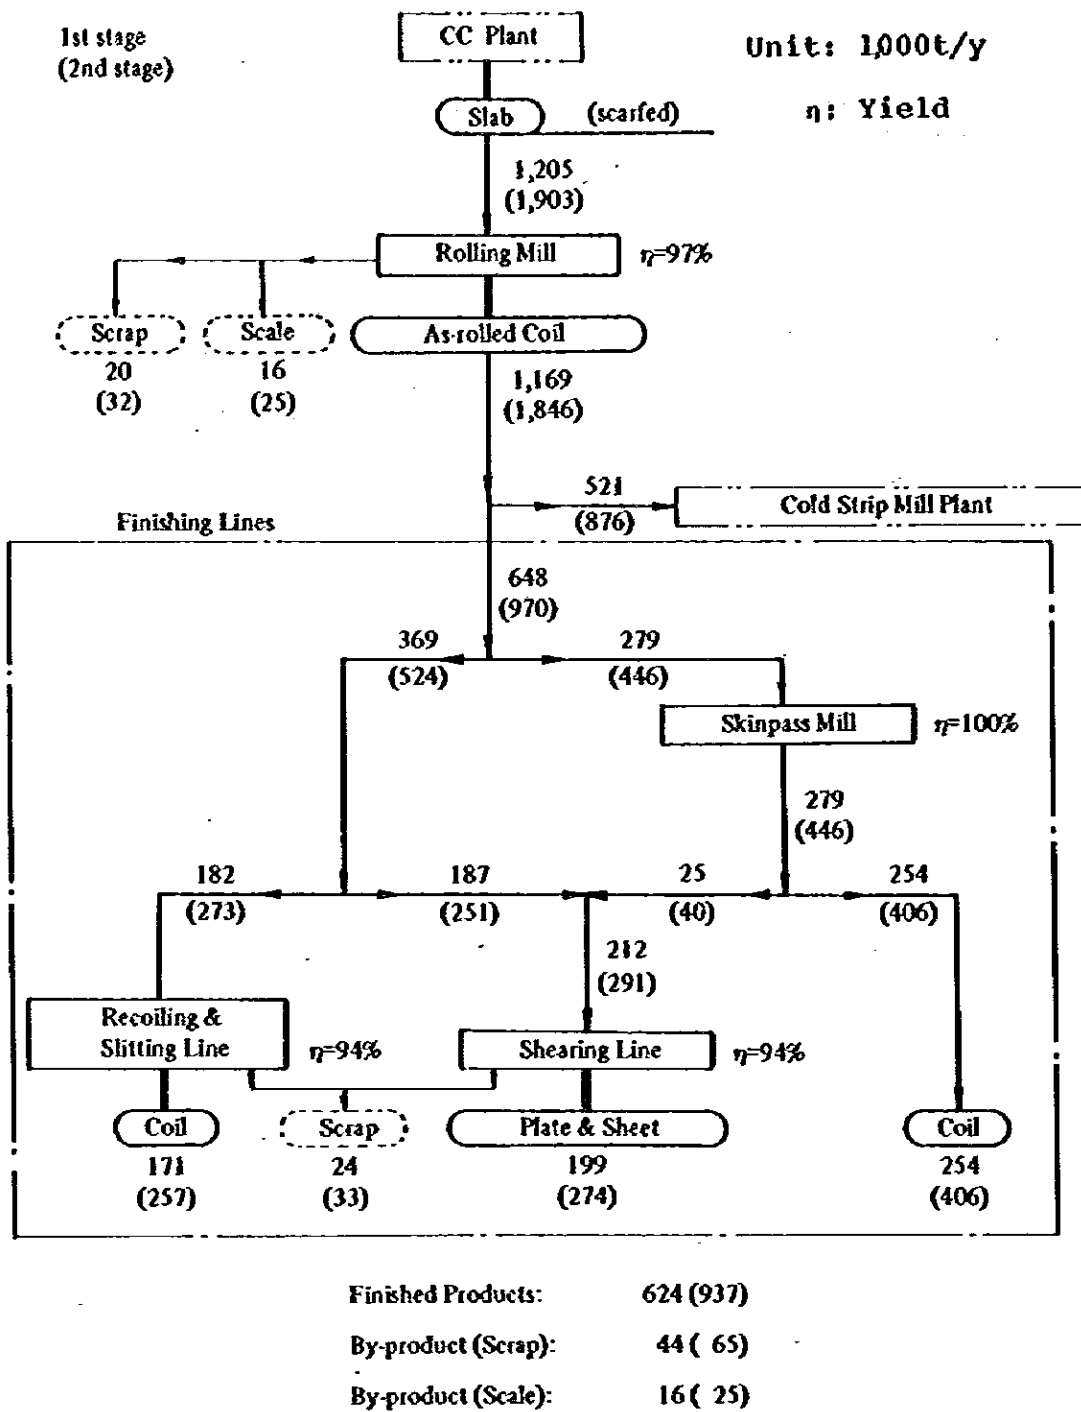 1st stage
(2nd stage)
CC Plant
Unit: 1,000t/y
η: Yield
Slab
(scarfed)
1,205
(1,903)
Rolling Mill
η=97%
Scrap
20
(32)
Scale
16
(25)
As-rolled Coil
1,169
(1,846)
521
(876)
Cold Strip Mill Plant
Finishing Lines
648
(970)
369
(524)
279
(446)
Skinpass Mill
η=100%
279
(446)
182
(273)
187
(251)
25
(40)
254
(406)
212
(291)
Recoiling &
Slitting Line
η=94%
Shearing Line
η=94%
Coil
171
(257)
Scrap
24
(33)
Plate & Sheet
199
(274)
Coil
254
(406)
Finished Products: 624 (937)
By-product (Scrap): 44 ( 65)
By-product (Scale): 16 ( 25)